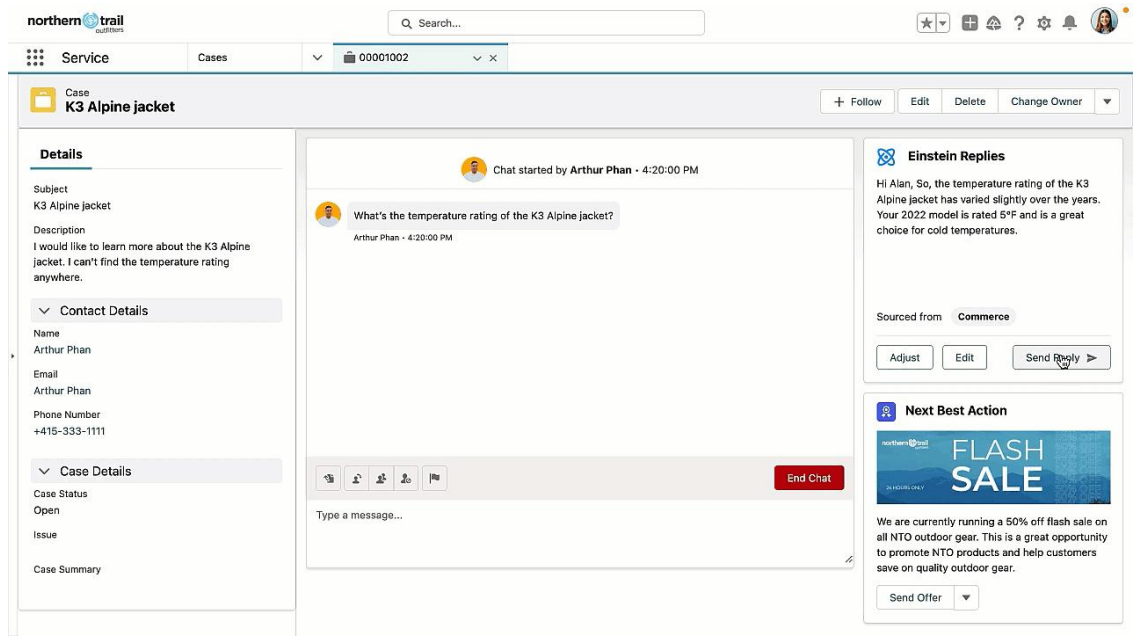 northern trail
outfitters
Search...
Service
Cases
00001002
Case
K3 Alpine jacket
Follow
Edit
Delete
Change Owner
Details
Subject
K3 Alpine jacket
Description
I would like to learn more about the K3 Alpine
jacket. I can't find the temperature rating
anywhere.
Contact Details
Name
Arthur Phan
Email
Arthur Phan
Phone Number
+415-333-1111
Case Details
Case Status
Open
Issue
Case Summary
Chat started by Arthur Phan • 4:20:00 PM
What's the temperature rating of the K3 Alpine jacket?
Arthur Phan • 4:20:00 PM
End Chat
Type a message...
Einstein Replies
Hi Alan, So, the temperature rating of the K3
Alpine jacket has varied slightly over the years.
Your 2022 model is rated 5°F and is a great
choice for cold temperatures.
Sourced from Commerce
Adjust
Edit
Send Reply
Next Best Action
northern trail
FLASH
SALE
24 HOURS ONLY
We are currently running a 50% off flash sale on
all NTO outdoor gear. This is a great opportunity
to promote NTO products and help customers
save on quality outdoor gear.
Send Offer